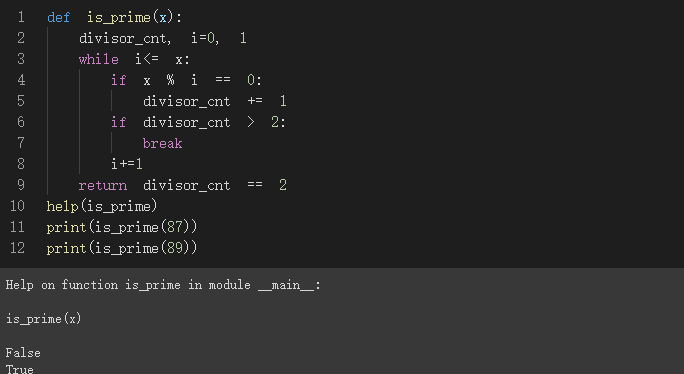 1 def is_prime(x):
2 divisor_cnt, i=0, 1
3 while i<= x:
4 if x % i == 0:
5 divisor_cnt += 1
6 if divisor_cnt > 2:
7 break
8 i+=1
9 return divisor_cnt == 2
10 help(is_prime)
11 print(is_prime(87))
12 print(is_prime(89))
Help on function is_prime in module __main__:
is_prime(x)
False
True